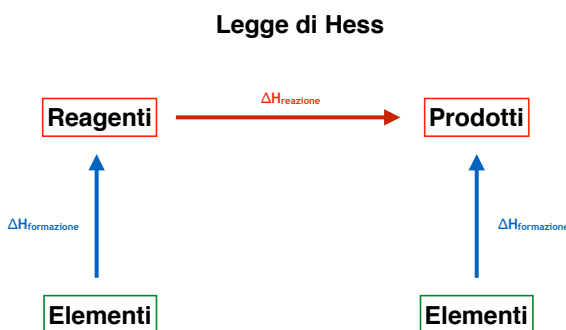 Legge di Hess
ΔHreazione
Reagenti
Prodotti
ΔHformazione
ΔHformazione
Elementi
Elementi